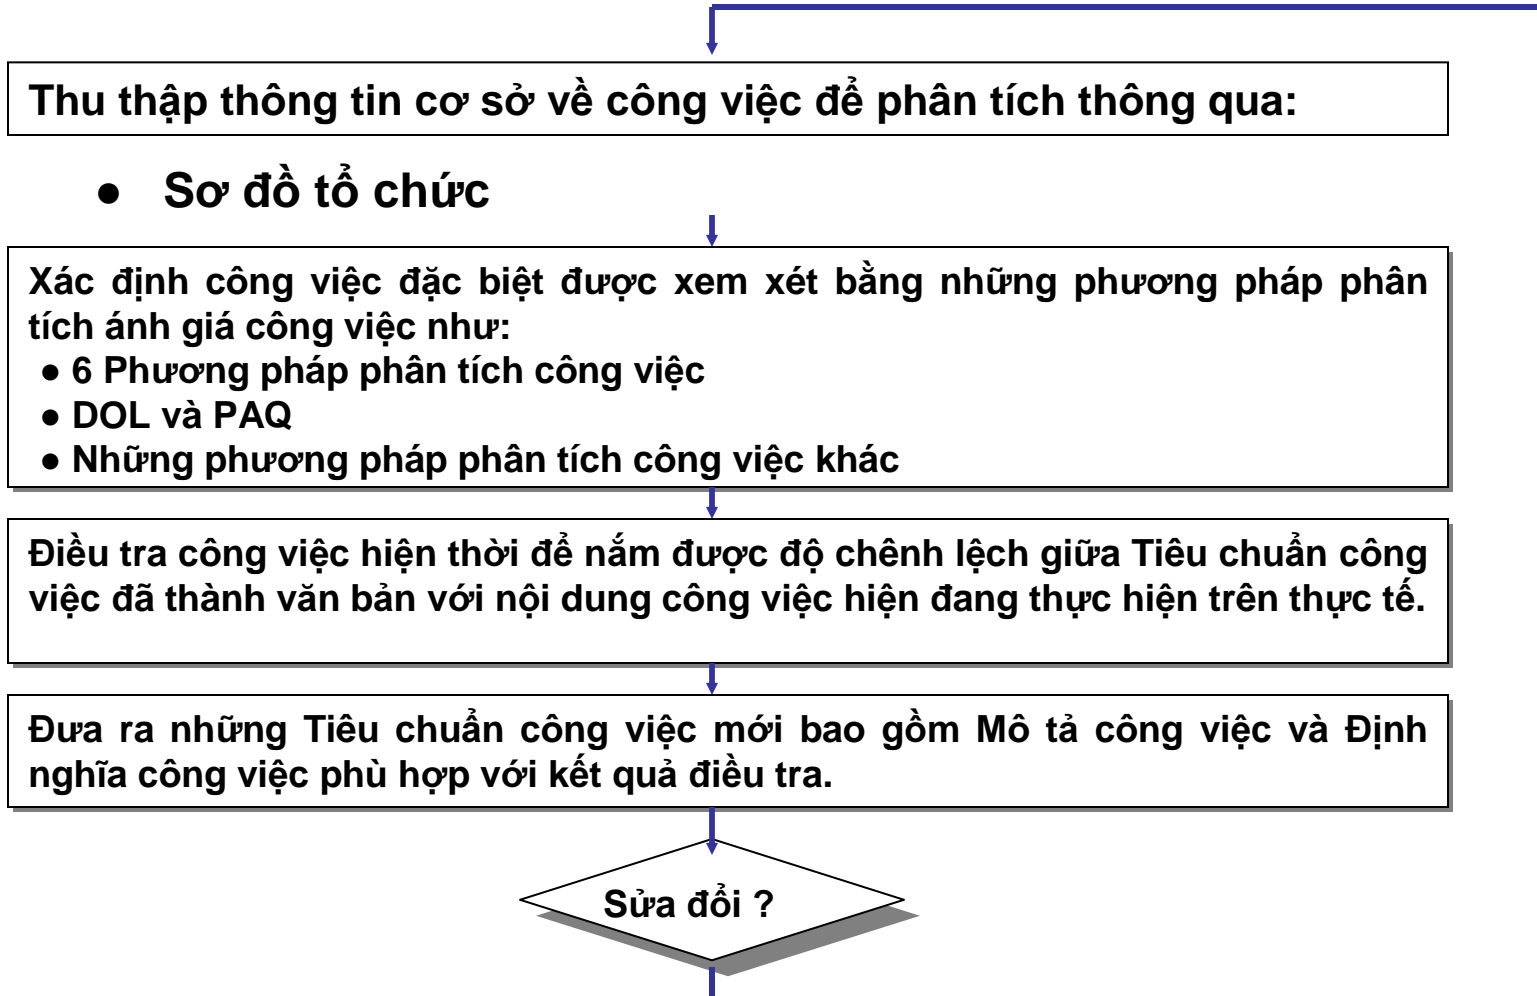 Thu thập thông tin cơ sở về công việc để phân tích thông qua:
● Sơ đồ tổ chức
Xác định công việc đặc biệt được xem xét bằng những phương pháp phân
tích ánh giá công việc như:
● 6 Phương pháp phân tích công việc
● DOL và PAQ
● Những phương pháp phân tích công việc khác
Điều tra công việc hiện thời để nắm được độ chênh lệch giữa Tiêu chuẩn công
việc đã thành văn bản với nội dung công việc hiện đang thực hiện trên thực tế.
Đưa ra những Tiêu chuẩn công việc mới bao gồm Mô tả công việc và Định
nghĩa công việc phù hợp với kết quả điều tra.
Sửa đổi ?